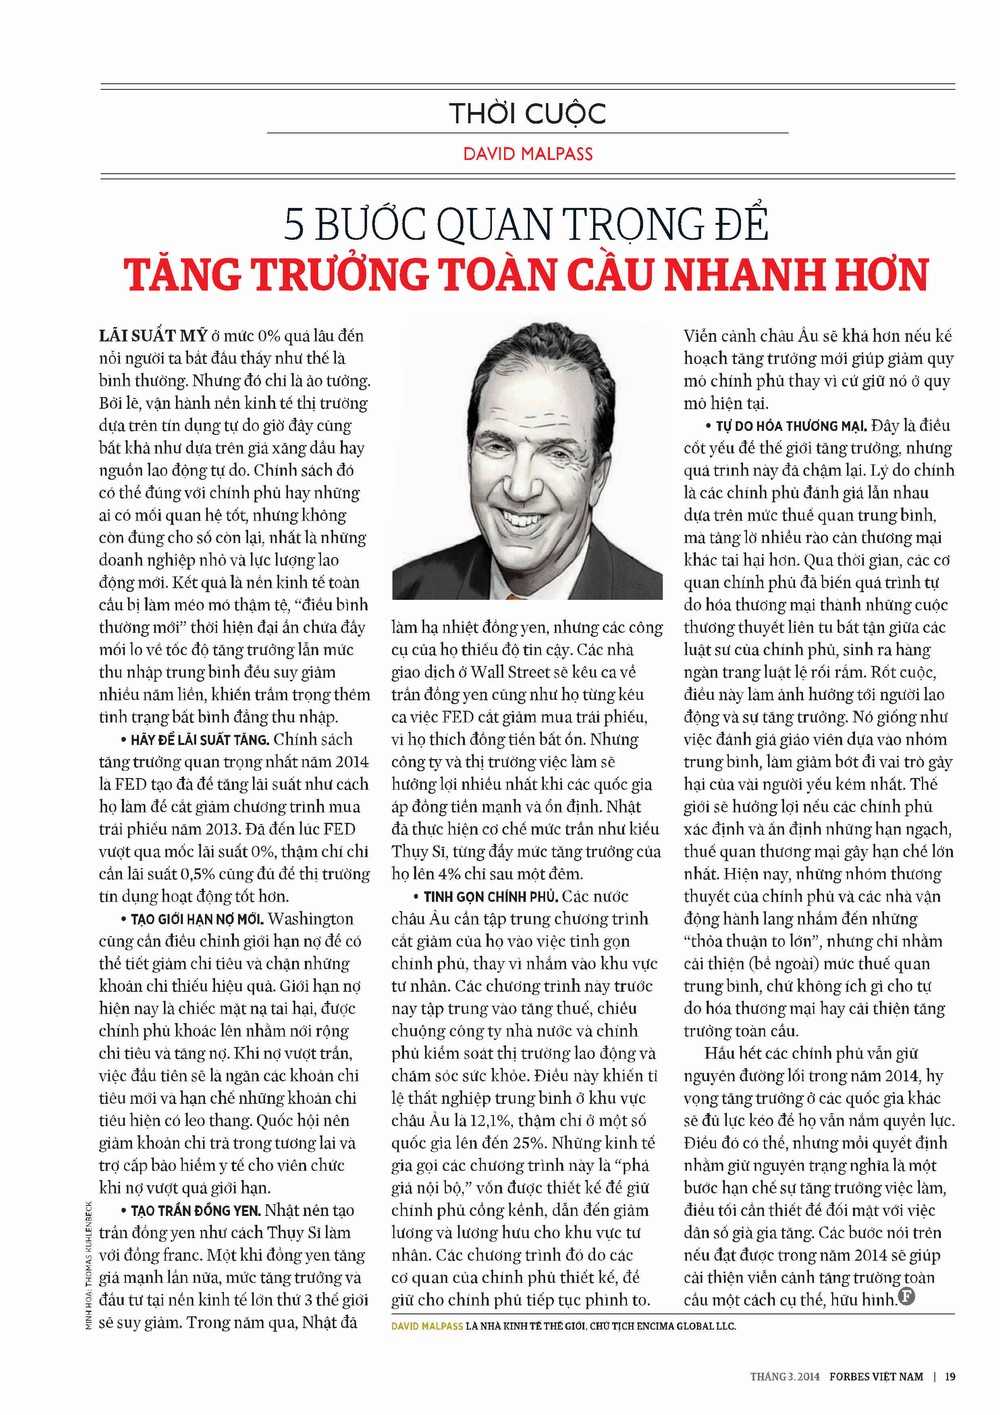 THỜI CUỘC
DAVID MALPASS
5 BƯỚC QUAN TRỌNG ĐỂ
TĂNG TRƯỞNG TOÀN CẦU NHANH HƠN
LÃI SUẤT MỸ ở mức 0% quá lâu đến
nỗi người ta bắt đầu thấy như thế là
bình thường. Nhưng đó chỉ là ảo tưởng.
Bởi lẽ, vận hành nền kinh tế thị trường
dựa trên tín dụng tự do giờ đây cũng
bất khả như dựa trên giá xăng dầu hay
nguồn lao động tự do. Chính sách đó
có thể đúng với chính phủ hay những
ai có mối quan hệ tốt, nhưng không
còn đúng cho số còn lại, nhất là những
doanh nghiệp nhỏ và lực lượng lao
động mới. Kết quả là nền kinh tế toàn
cầu bị làm méo mó thậm tệ, “điều bình
thường mới” thời hiện đại ẩn chứa đầy
mối lo về tốc độ tăng trưởng lẫn mức
thu nhập trung bình đều suy giảm
nhiều năm liền, khiến trầm trọng thêm
tình trạng bất bình đẳng thu nhập.
• HÃY ĐỂ LÃI SUẤT TĂNG. Chính sách
tăng trưởng quan trọng nhất năm 2014
là FED tạo đà để tăng lãi suất như cách
họ làm để cắt giảm chương trình mua
trái phiếu năm 2013. Đã đến lúc FED
vượt qua mốc lãi suất 0%, thậm chí chỉ
cần lãi suất 0,5% cũng đủ để thị trường
tín dụng hoạt động tốt hơn.
• TẠO GIỚI HẠN NỢ MỚI. Washington
cũng cần điều chỉnh giới hạn nợ để có
thể tiết giảm chi tiêu và chặn những
khoản chi thiếu hiệu quả. Giới hạn nợ
hiện nay là chiếc mặt nạ tai hại, được
chính phủ khoác lên nhằm nới rộng
chi tiêu và tăng nợ. Khi nợ vượt trần,
việc đầu tiên sẽ là ngăn các khoản chi
tiêu mới và hạn chế những khoản chi
tiêu hiện có leo thang. Quốc hội nên
giảm khoản chi trả trong tương lai và
trợ cấp bảo hiểm y tế cho viên chức
khi nợ vượt quá giới hạn.
• TẠO TRẦN ĐỒNG YEN. Nhật nên tạo
trần đồng yen như cách Thụy Sĩ làm
với đồng franc. Một khi đồng yen tăng
giá mạnh lần nữa, mức tăng trưởng và
đầu tư tại nền kinh tế lớn thứ 3 thế giới
sẽ suy giảm. Trong năm qua, Nhật đã
MINH HỌA: THOMAS KUHLENBECK
làm hạ nhiệt đồng yen, nhưng các công
cụ của họ thiếu độ tin cậy. Các nhà
giao dịch ở Wall Street sẽ kêu ca về
trần đồng yen cũng như họ từng kêu
ca việc FED cắt giảm mua trái phiếu,
vì họ thích đồng tiền bất ổn. Nhưng
công ty và thị trường việc làm sẽ
hưởng lợi nhiều nhất khi các quốc gia
áp đồng tiền mạnh và ổn định. Nhật
đã thực hiện cơ chế mức trần như kiểu
Thụy Sĩ, từng đẩy mức tăng trưởng của
họ lên 4% chỉ sau một đêm.
• TINH GỌN CHÍNH PHỦ. Các nước
châu Âu cần tập trung chương trình
cắt giảm của họ vào việc tinh gọn
chính phủ, thay vì nhắm vào khu vực
tư nhân. Các chương trình này trước
nay tập trung vào tăng thuế, chiều
chuộng công ty nhà nước và chính
phủ kiểm soát thị trường lao động và
chăm sóc sức khỏe. Điều này khiến tỉ
lệ thất nghiệp trung bình ở khu vực
châu Âu là 12,1%, thậm chí ở một số
quốc gia lên đến 25%. Những kinh tế
gia gọi các chương trình này là “phá
giá nội bộ,” vốn được thiết kế để giữ
chính phủ cồng kềnh, dẫn đến giảm
lương và lương hưu cho khu vực tư
nhân. Các chương trình đó do các
cơ quan của chính phủ thiết kế, để
giữ cho chính phủ tiếp tục phình to.
Viễn cảnh châu Âu sẽ khá hơn nếu kế
hoạch tăng trưởng mới giúp giảm quy
mô chính phủ thay vì cứ giữ nó ở quy
mô hiện tại.
• TỰ DO HÓA THƯƠNG MẠI. Đây là điều
cốt yếu để thế giới tăng trưởng, nhưng
quá trình này đã chậm lại. Lý do chính
là các chính phủ đánh giá lẫn nhau
dựa trên mức thuế quan trung bình,
mà tảng lờ nhiều rào cản thương mại
khác tai hại hơn. Qua thời gian, các cơ
quan chính phủ đã biến quá trình tự
do hóa thương mại thành những cuộc
thương thuyết liên tu bất tận giữa các
luật sư của chính phủ, sinh ra hàng
ngàn trang luật lệ rối rắm. Rốt cuộc,
điều này làm ảnh hưởng tới người lao
động và sự tăng trưởng. Nó giống như
việc đánh giá giáo viên dựa vào nhóm
trung bình, làm giảm bớt đi vai trò gây
hại của vài người yếu kém nhất. Thế
giới sẽ hưởng lợi nếu các chính phủ
xác định và ấn định những hạn ngạch,
thuế quan thương mại gây hạn chế lớn
nhất. Hiện nay, những nhóm thương
thuyết của chính phủ và các nhà vận
động hành lang nhắm đến những
“thỏa thuận to lớn”, nhưng chỉ nhằm
cải thiện (bề ngoài) mức thuế quan
trung bình, chứ không ích gì cho tự
do hóa thương mại hay cải thiện tăng
trưởng toàn cầu.
Hầu hết các chính phủ vẫn giữ
nguyên đường lối trong năm 2014, hy
vọng tăng trưởng ở các quốc gia khác
sẽ đủ lực kéo để họ vẫn nắm quyền lực.
Điều đó có thể, nhưng mỗi quyết định
nhằm giữ nguyên trạng nghĩa là một
bước hạn chế sự tăng trưởng việc làm,
điều tối cần thiết để đối mặt với việc
dân số già gia tăng. Các bước nói trên
nếu đạt được trong năm 2014 sẽ giúp
cải thiện viễn cảnh tăng trưởng toàn
cầu một cách cụ thể, hữu hình. F
DAVID MALPASS LÀ NHÀ KINH TẾ THẾ GIỚI, CHỦ TỊCH ENCIMA GLOBAL LLC.
THÁNG 3. 2014 FORBES VIỆT NAM | 19